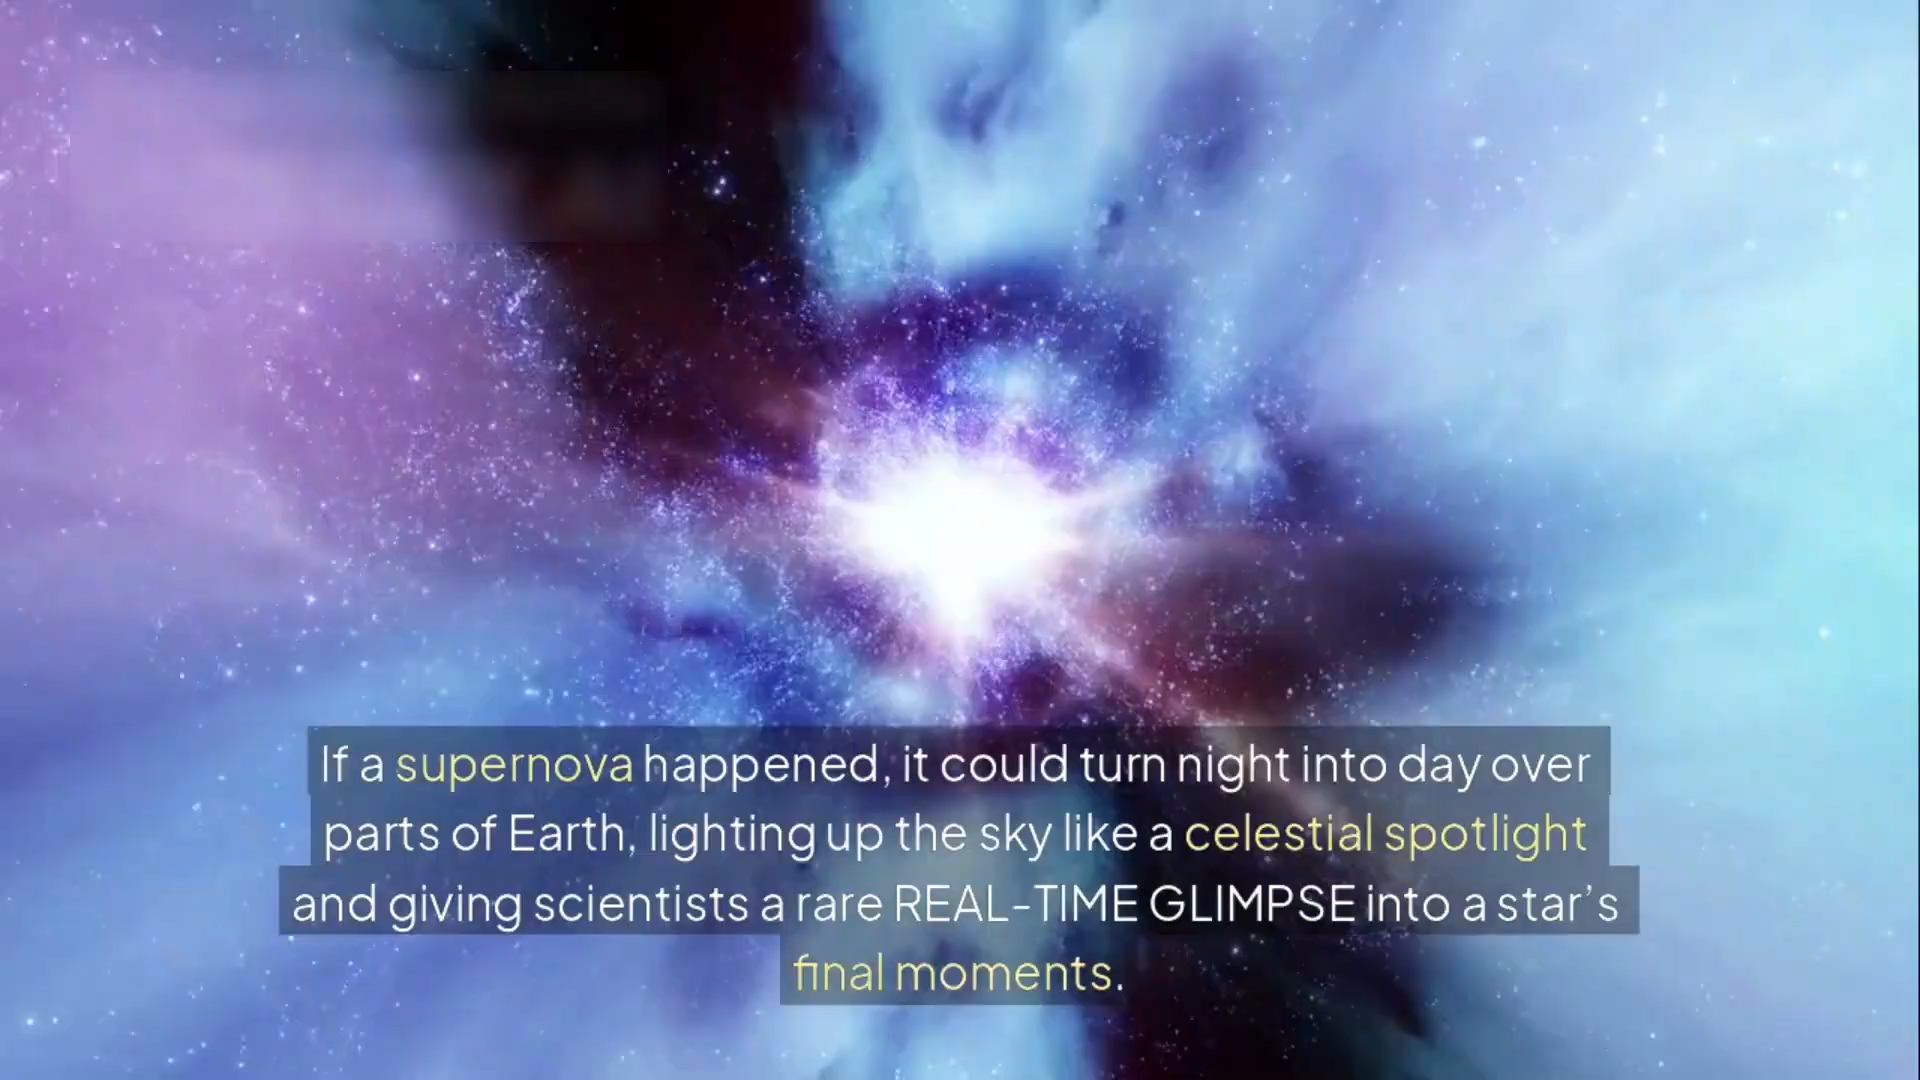 If a supernova happened, it could turn night into day over
parts of Earth, lighting up the sky like a celestial spotlight
and giving scientists a rare REAL-TIME GLIMPSE into a star’s
final moments.